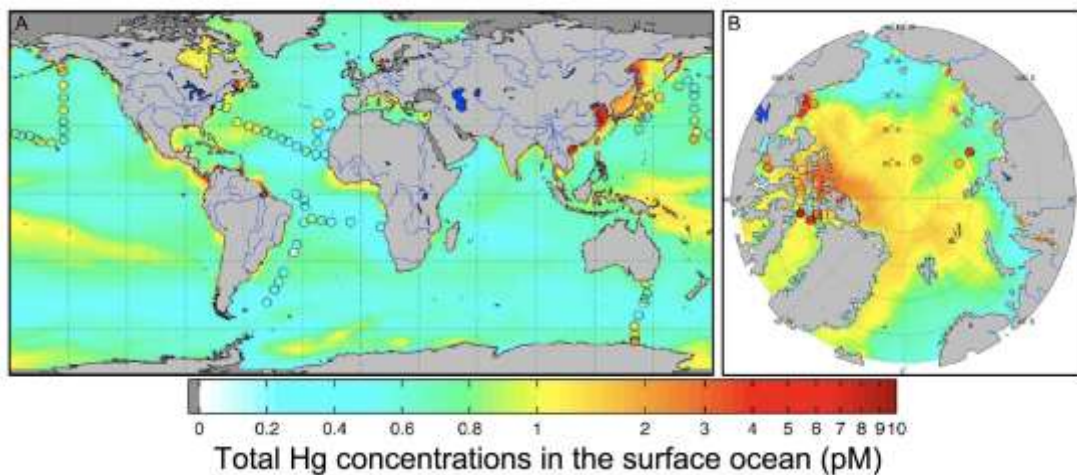 A
B
0 0.2 0.4 0.6 0.8 1 2 3 4 5 6 7 8 9 10
Total Hg concentrations in the surface ocean (pM)